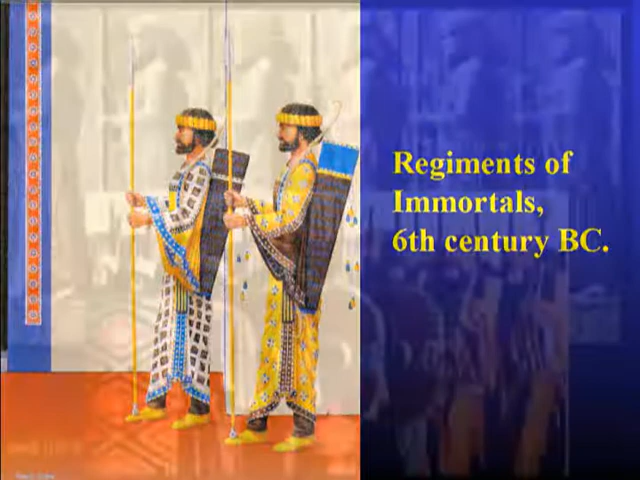 Regiments of
Immortals,
6th century BC.